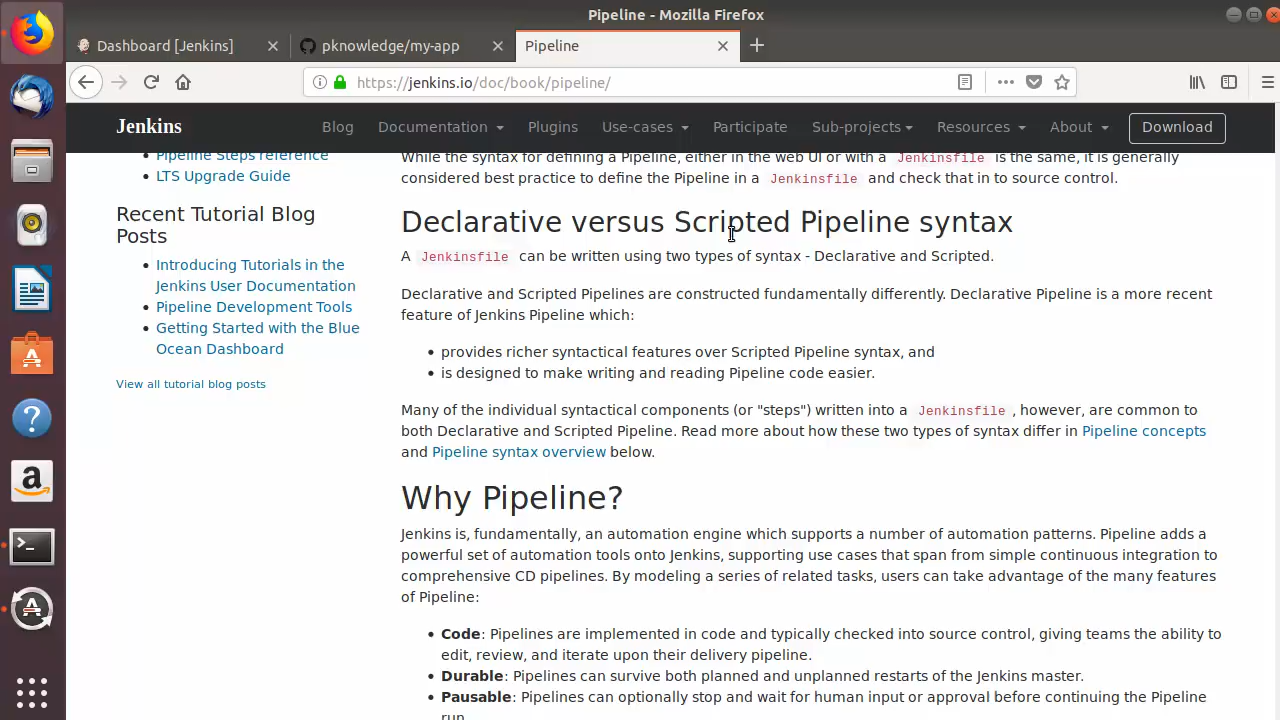 Pipeline - Mozilla Firefox
Dashboard [Jenkins]
pknowledge/my-app
Pipeline
https://jenkins.io/doc/book/pipeline/
Jenkins
Blog
Documentation
Plugins
Use-cases
Participate
Sub-projects
Resources
About
Download
Pipeline Steps reference
LTS Upgrade Guide
Recent Tutorial Blog
Posts
Introducing Tutorials in the
Jenkins User Documentation
Pipeline Development Tools
Getting Started with the Blue
Ocean Dashboard
View all tutorial blog posts
While the syntax for defining a Pipeline, either in the web UI or with a Jenkinsfile is the same, it is generally
considered best practice to define the Pipeline in a Jenkinsfile and check that in to source control.
Declarative versus Scripted Pipeline syntax
A Jenkinsfile can be written using two types of syntax - Declarative and Scripted.
Declarative and Scripted Pipelines are constructed fundamentally differently. Declarative Pipeline is a more recent
feature of Jenkins Pipeline which:
• provides richer syntactical features over Scripted Pipeline syntax, and
• is designed to make writing and reading Pipeline code easier.
Many of the individual syntactical components (or "steps") written into a Jenkinsfile , however, are common to
both Declarative and Scripted Pipeline. Read more about how these two types of syntax differ in Pipeline concepts
and Pipeline syntax overview below.
Why Pipeline?
Jenkins is, fundamentally, an automation engine which supports a number of automation patterns. Pipeline adds a
powerful set of automation tools onto Jenkins, supporting use cases that span from simple continuous integration to
comprehensive CD pipelines. By modeling a series of related tasks, users can take advantage of the many features
of Pipeline:
• Code: Pipelines are implemented in code and typically checked into source control, giving teams the ability to
edit, review, and iterate upon their delivery pipeline.
• Durable: Pipelines can survive both planned and unplanned restarts of the Jenkins master.
• Pausable: Pipelines can optionally stop and wait for human input or approval before continuing the Pipeline
run.